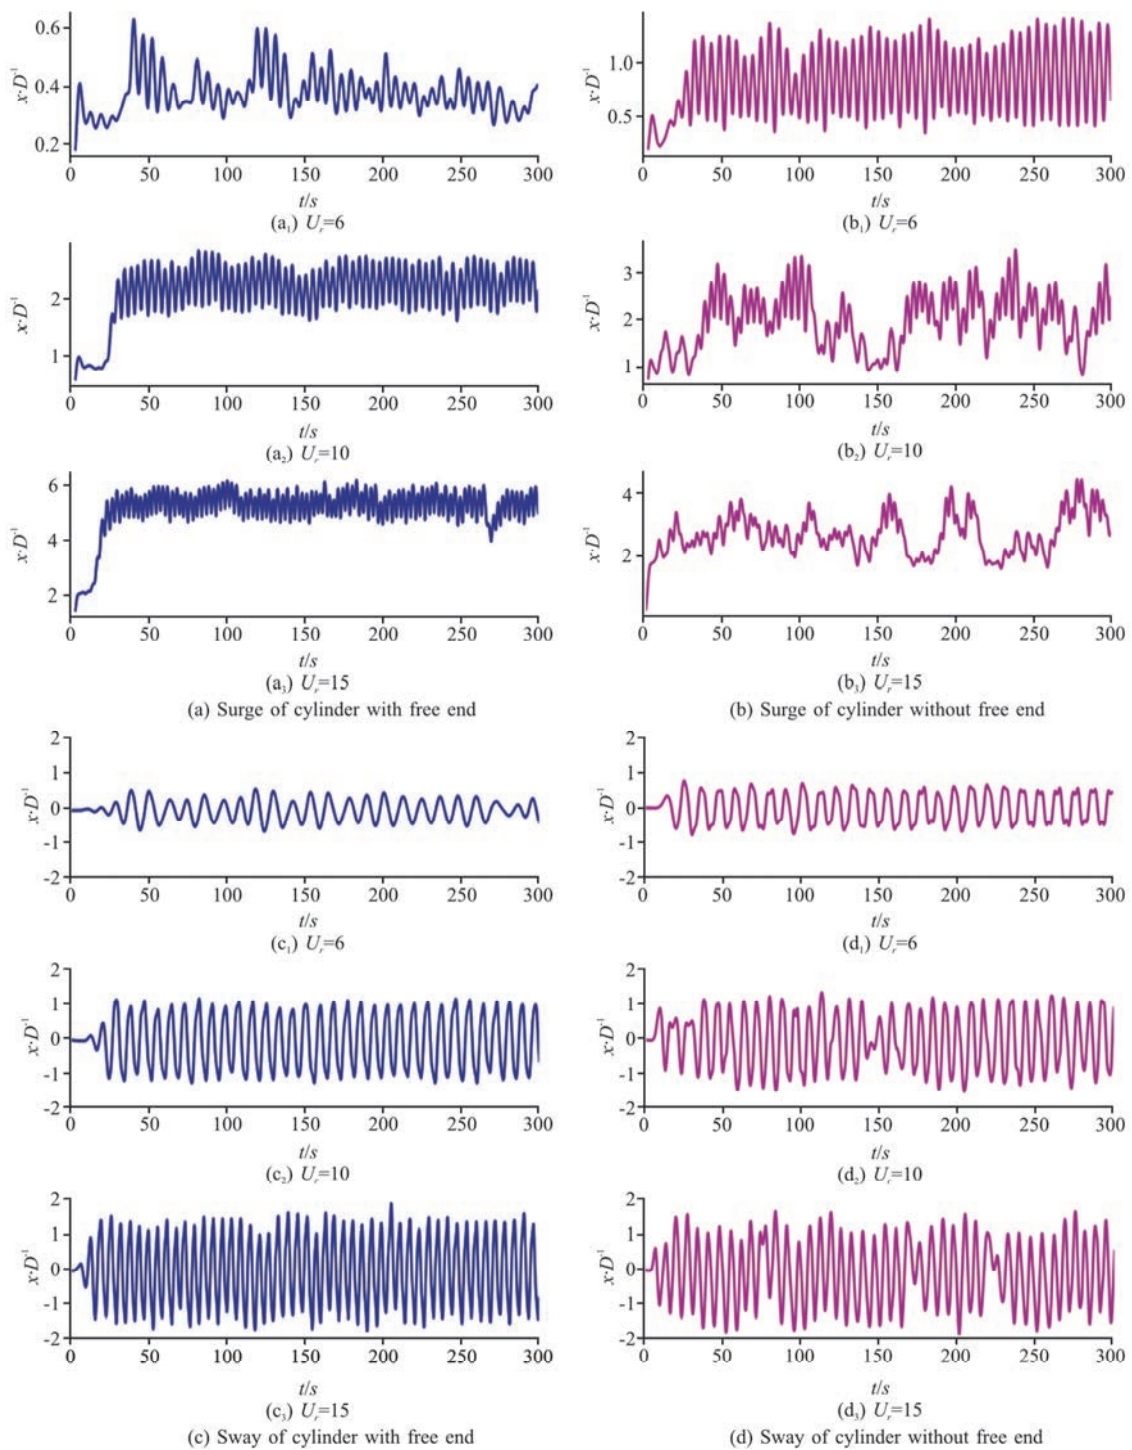 0.6
0.4
0.2
x·D⁻¹
0 50 100 150 200 250 300
t/s
(a₁) Uᵣ=6
1.0
0.5
x·D⁻¹
0 50 100 150 200 250 300
t/s
(b₁) Uᵣ=6
2
1
x·D⁻¹
0 50 100 150 200 250 300
t/s
(a₂) Uᵣ=10
3
2
1
x·D⁻¹
0 50 100 150 200 250 300
t/s
(b₂) Uᵣ=10
6
4
2
x·D⁻¹
0 50 100 150 200 250 300
t/s
(a₃) Uᵣ=15
(a) Surge of cylinder with free end
4
2
x·D⁻¹
0 50 100 150 200 250 300
t/s
(b₃) Uᵣ=15
(b) Surge of cylinder without free end
2
1
0
-1
-2
x·D⁻¹
0 50 100 150 200 250 300
t/s
(c₁) Uᵣ=6
2
1
0
-1
-2
x·D⁻¹
0 50 100 150 200 250 300
t/s
(d₁) Uᵣ=6
2
1
0
-1
-2
x·D⁻¹
0 50 100 150 200 250 300
t/s
(c₂) Uᵣ=10
2
1
0
-1
-2
x·D⁻¹
0 50 100 150 200 250 300
t/s
(d₂) Uᵣ=10
2
1
0
-1
-2
x·D⁻¹
0 50 100 150 200 250 300
t/s
(c₃) Uᵣ=15
(c) Sway of cylinder with free end
2
1
0
-1
-2
x·D⁻¹
0 50 100 150 200 250 300
t/s
(d₃) Uᵣ=15
(d) Sway of cylinder without free end